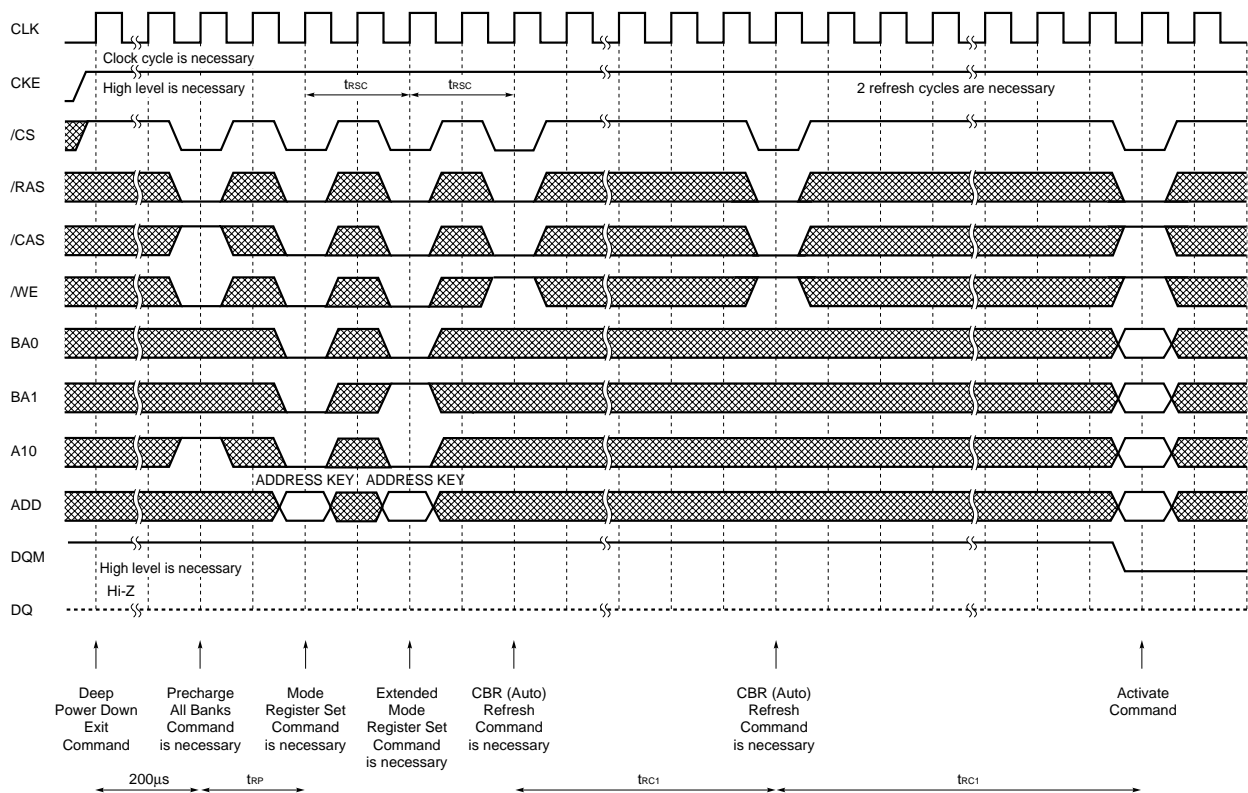 CLK
Clock cycle is necessary
CKE
High level is necessary
tRSC
tRSC
2 refresh cycles are necessary
/CS
/RAS
/CAS
/WE
BA0
BA1
A10
ADDRESS KEY
ADDRESS KEY
ADD
DQM
High level is necessary
Hi-Z
DQ
Deep
Power Down
Exit
Command
Precharge
All Banks
Command
is necessary
Mode
Register Set
Command
is necessary
Extended
Mode
Register Set
Command
is necessary
CBR (Auto)
Refresh
Command
is necessary
CBR (Auto)
Refresh
Command
is necessary
Activate
Command
200μs
tRP
tRC1
tRC1